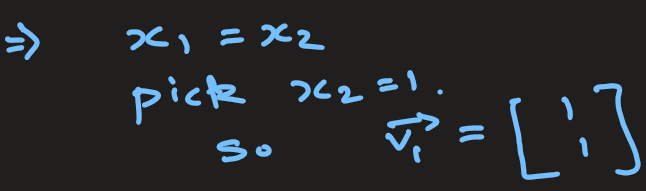 ⇒ x₁ = x₂
pick x₂ = 1.
so v⃗₁ = [1 1]